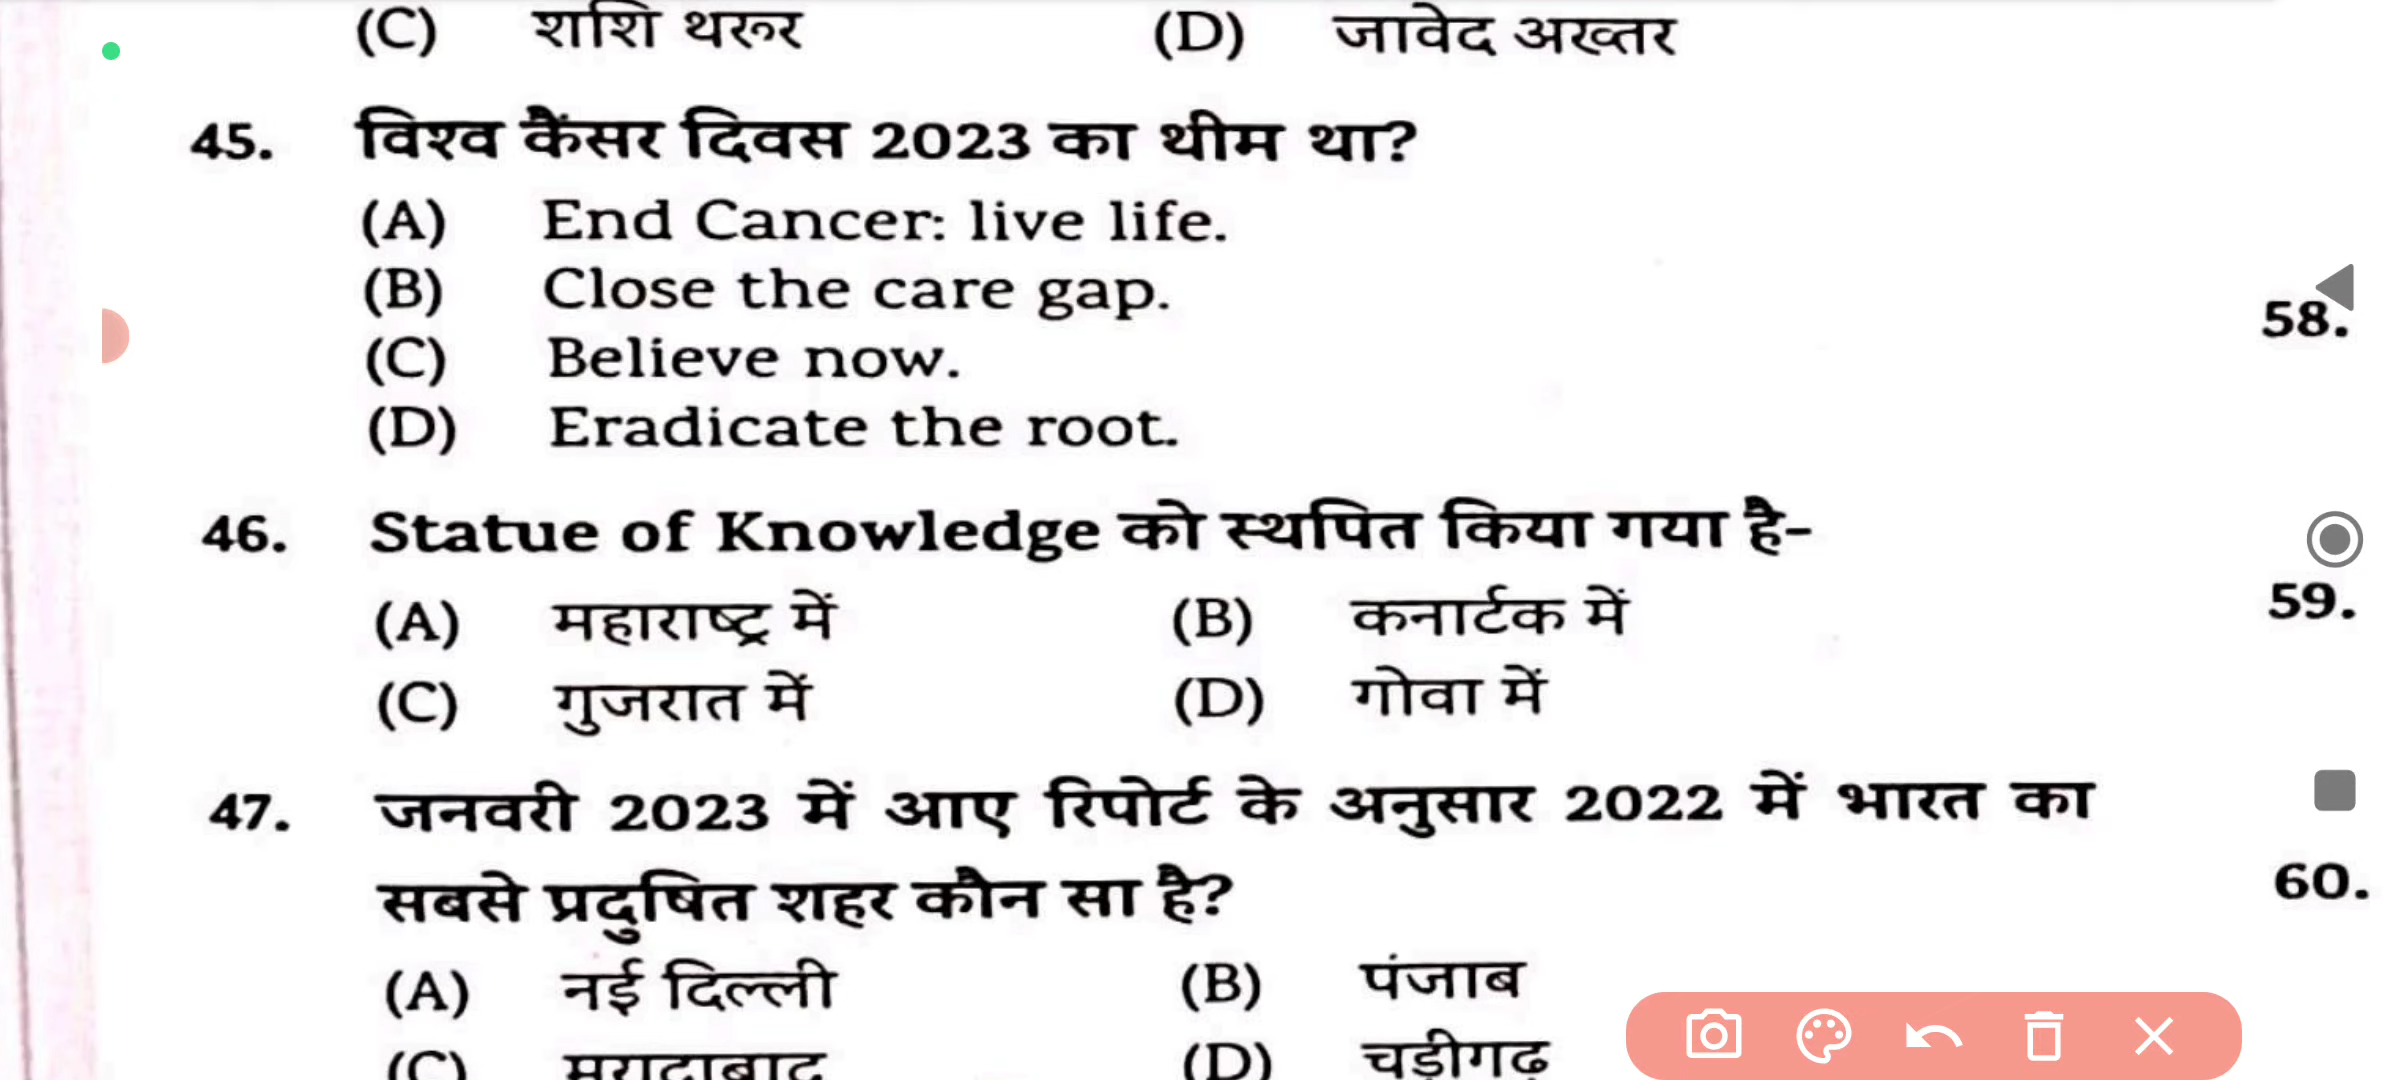 (C) शशि थरूर (D) जावेद अख्तर
45. विश्व कैंसर दिवस 2023 का थीम था?
(A) End Cancer: live life.
(B) Close the care gap.
58.
(C) Believe now.
(D) Eradicate the root.
46. Statue of Knowledge को स्थपित किया गया है-
59.
(A) महाराष्ट्र में (B) कनार्टक में
(C) गुजरात में (D) गोवा में
47. जनवरी 2023 में आए रिपोर्ट के अनुसार 2022 में भारत का
सबसे प्रदुषित शहर कौन सा है?
60.
(A) नई दिल्ली (B) पंजाब
(C) मुरादाबाद (D) चड़ीगढ़